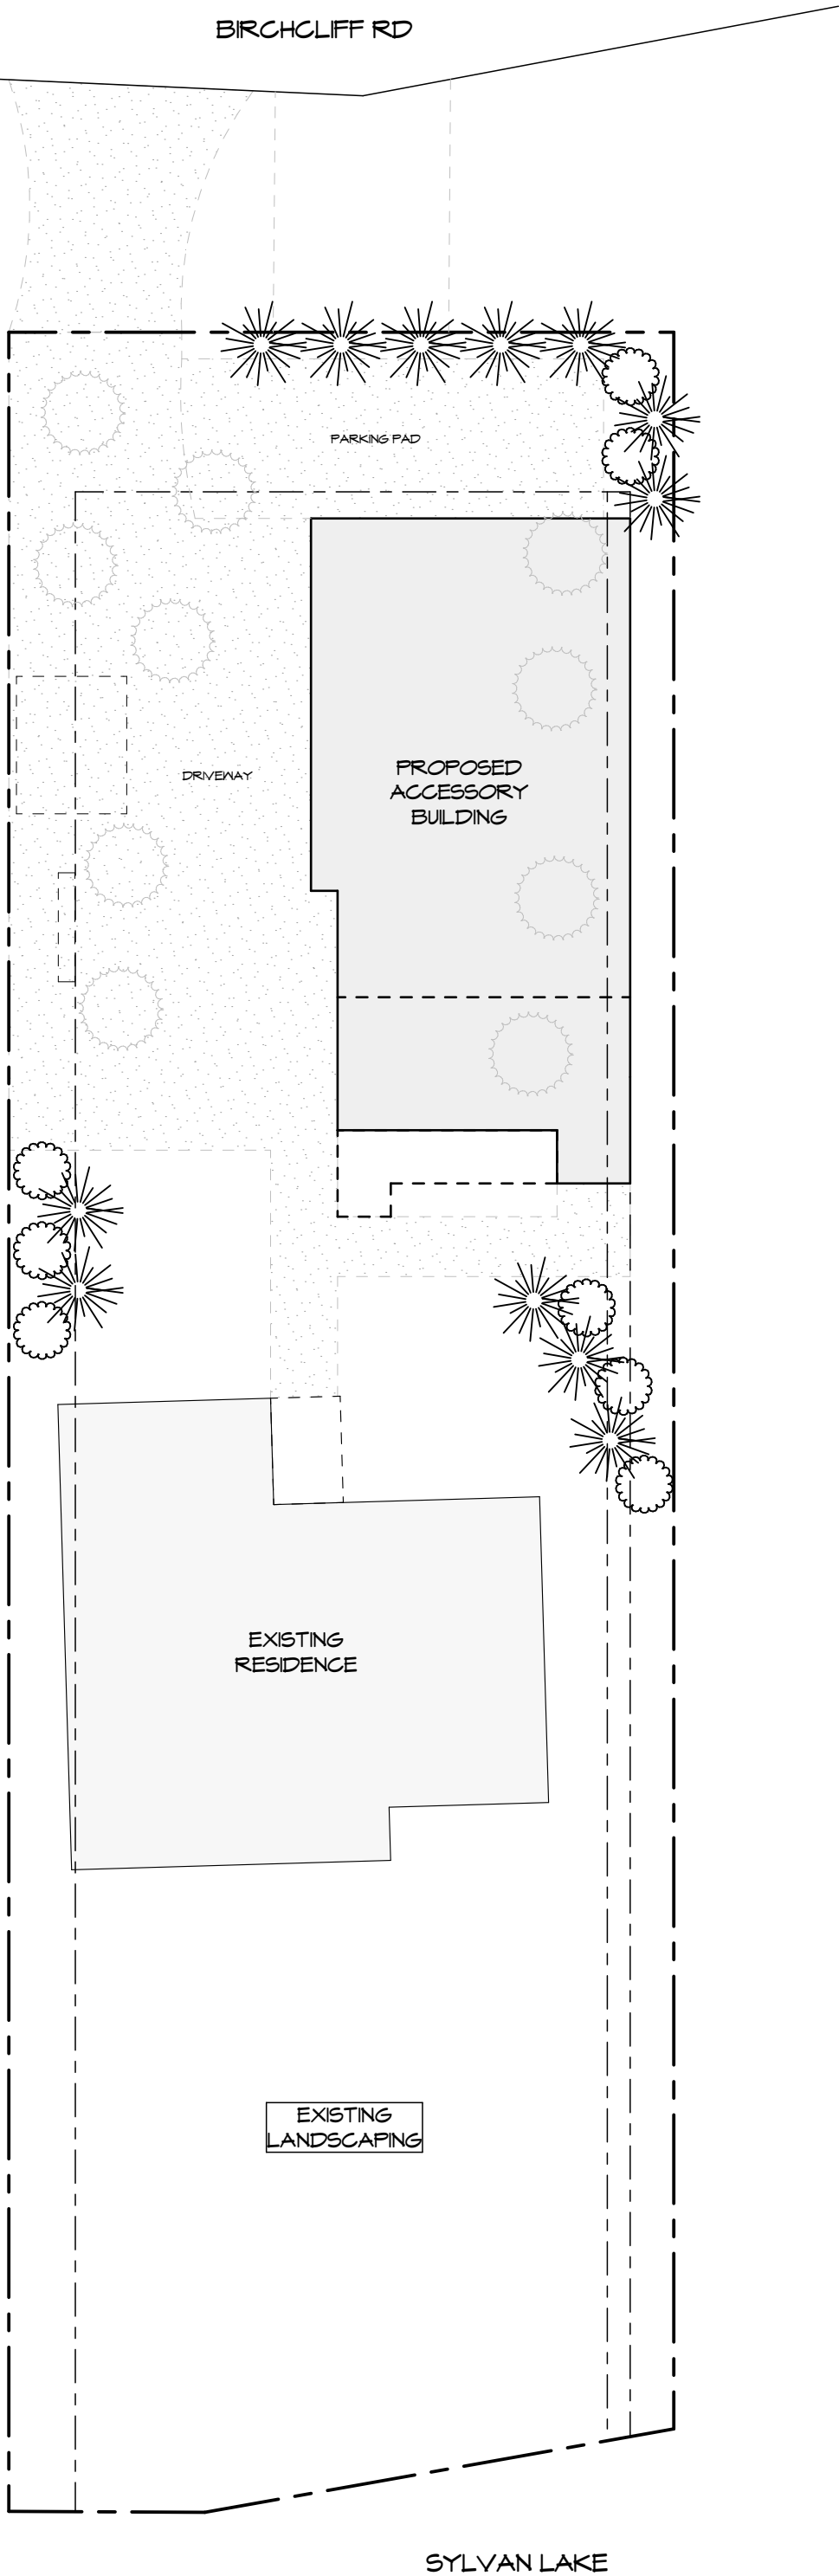 BIRCHCLIFF RD
PARKING PAD
DRIVEWAY
PROPOSED
ACCESSORY
BUILDING
EXISTING
RESIDENCE
EXISTING
LANDSCAPING
SYLVAN LAKE